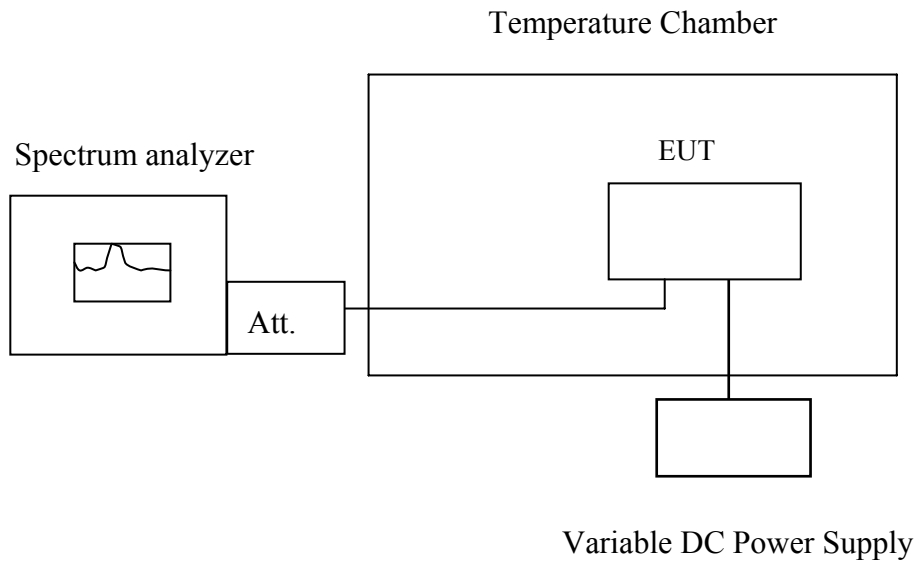 Temperature Chamber
Spectrum analyzer
EUT
Att.
Variable DC Power Supply